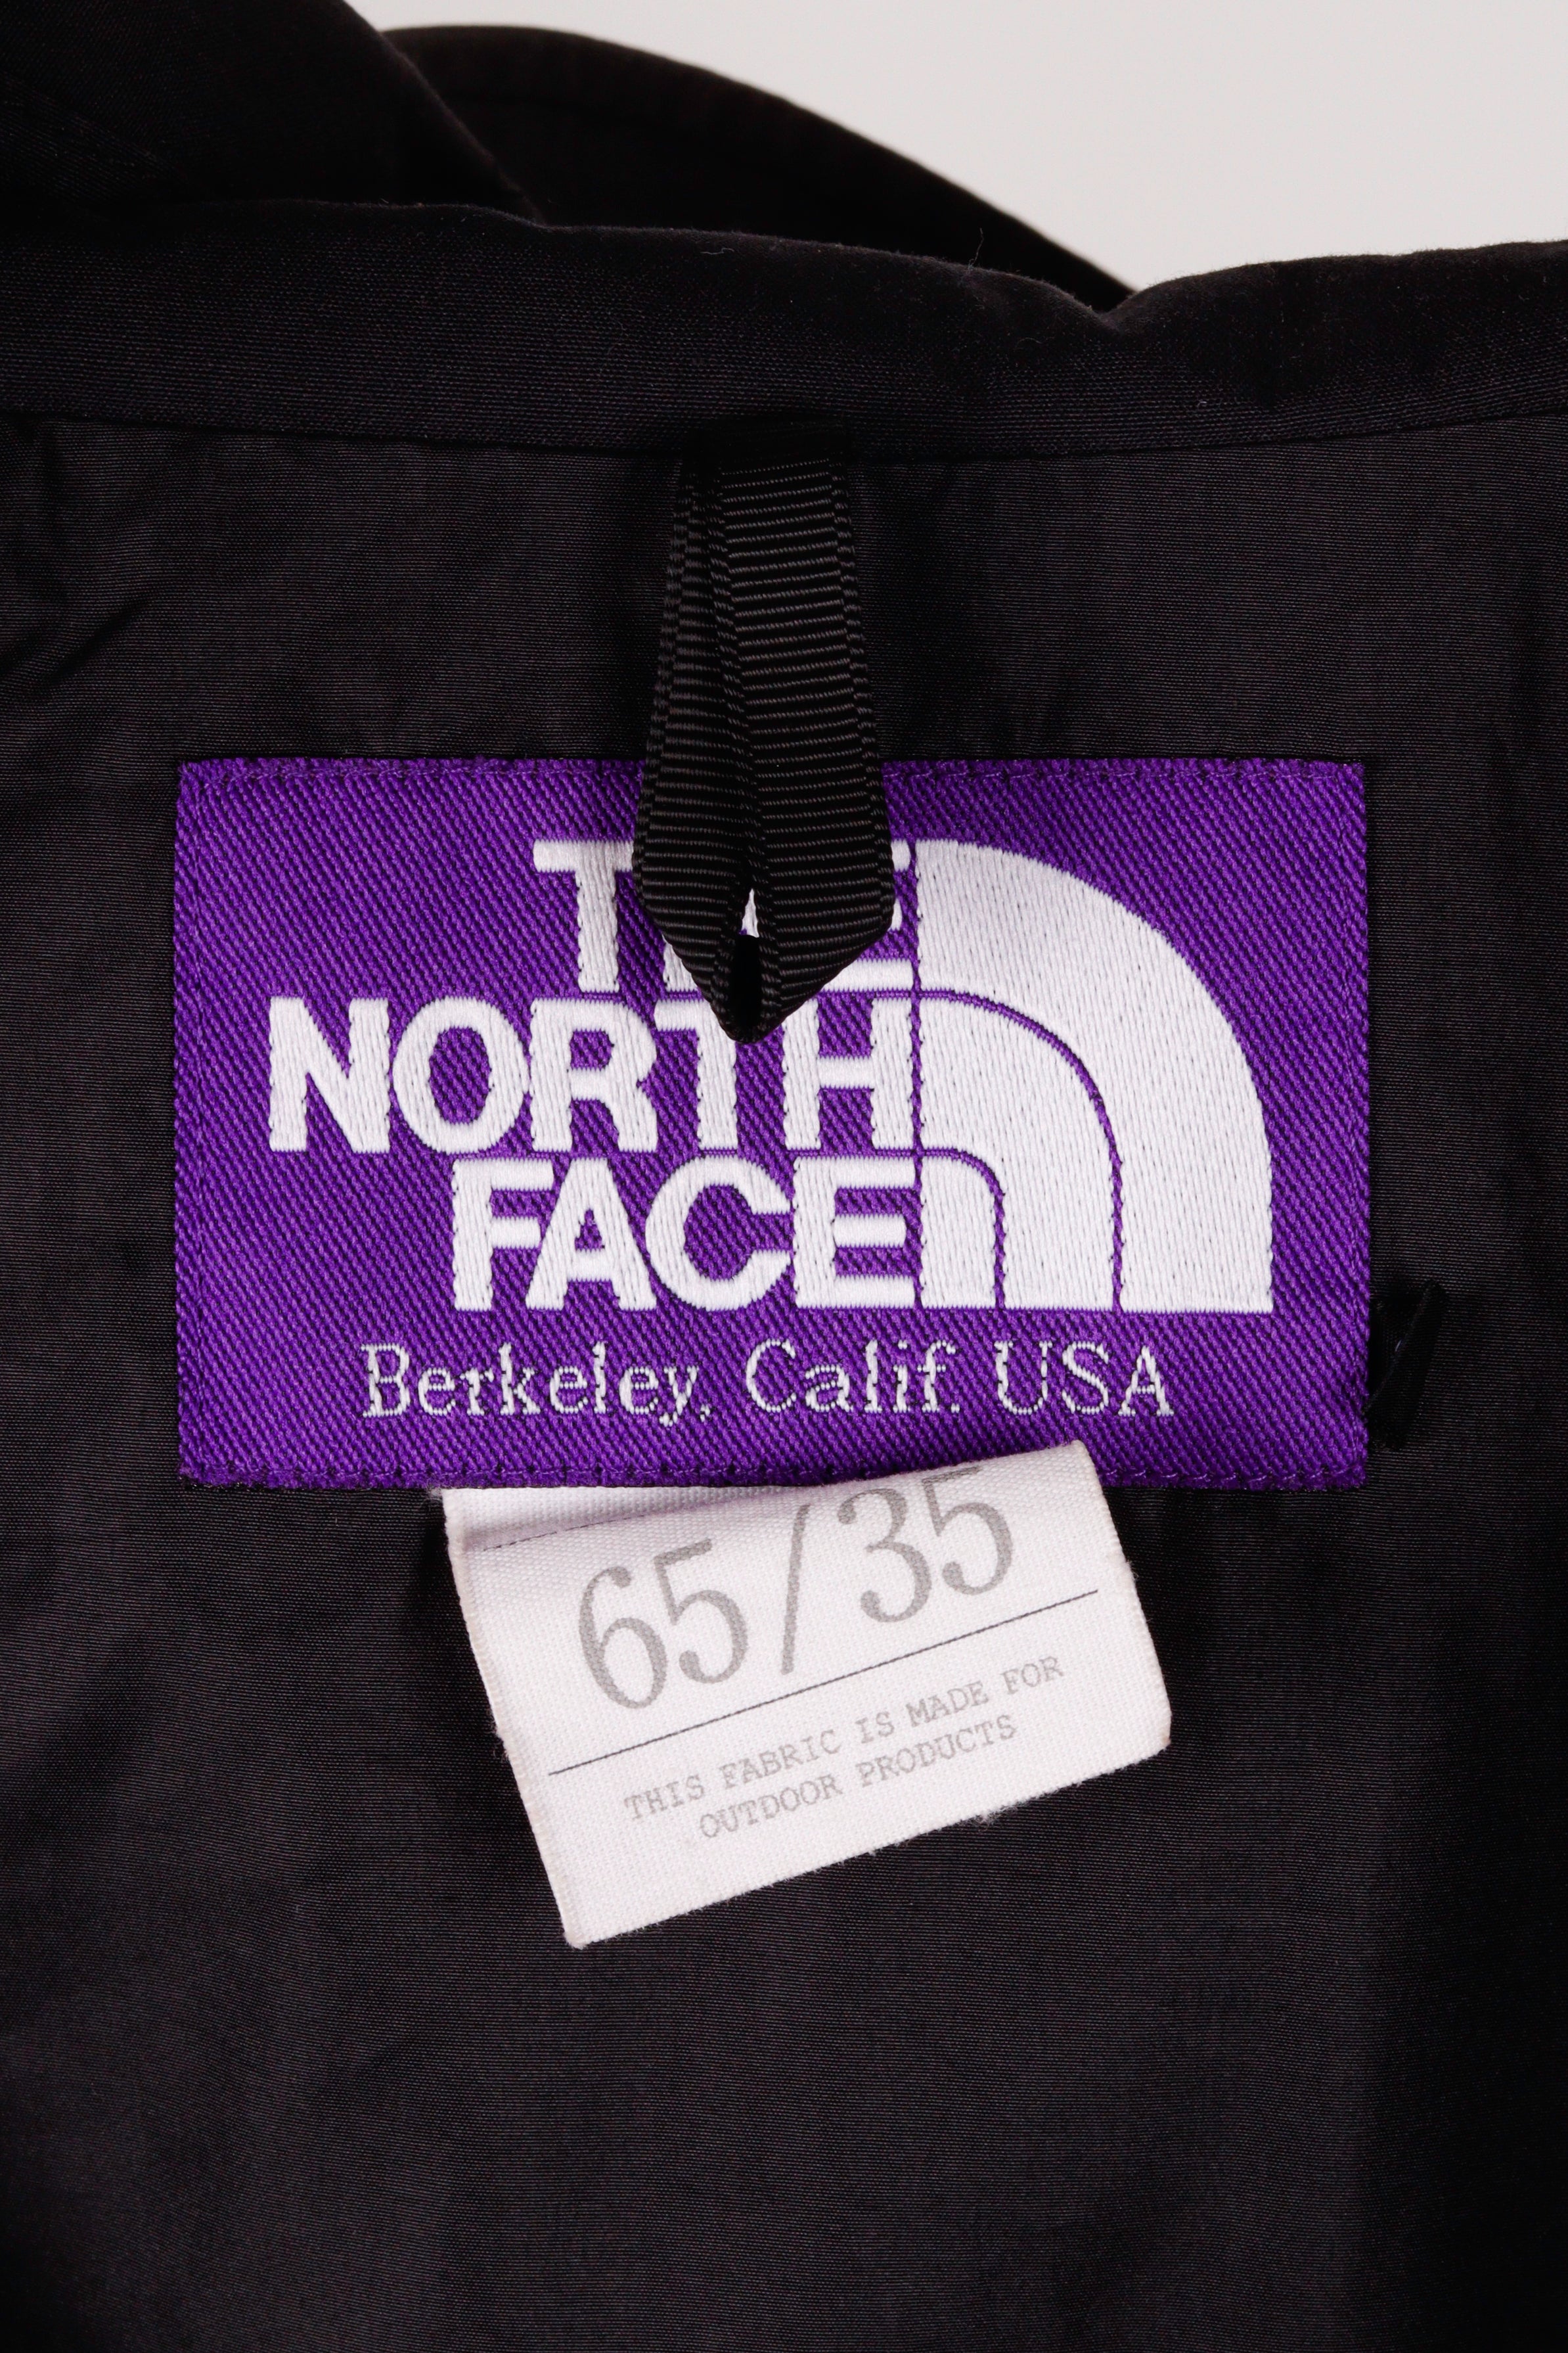 THE
NORTH
FACE
Berkeley, Calif. USA
65/35
THIS FABRIC IS MADE FOR
OUTDOOR PRODUCTS